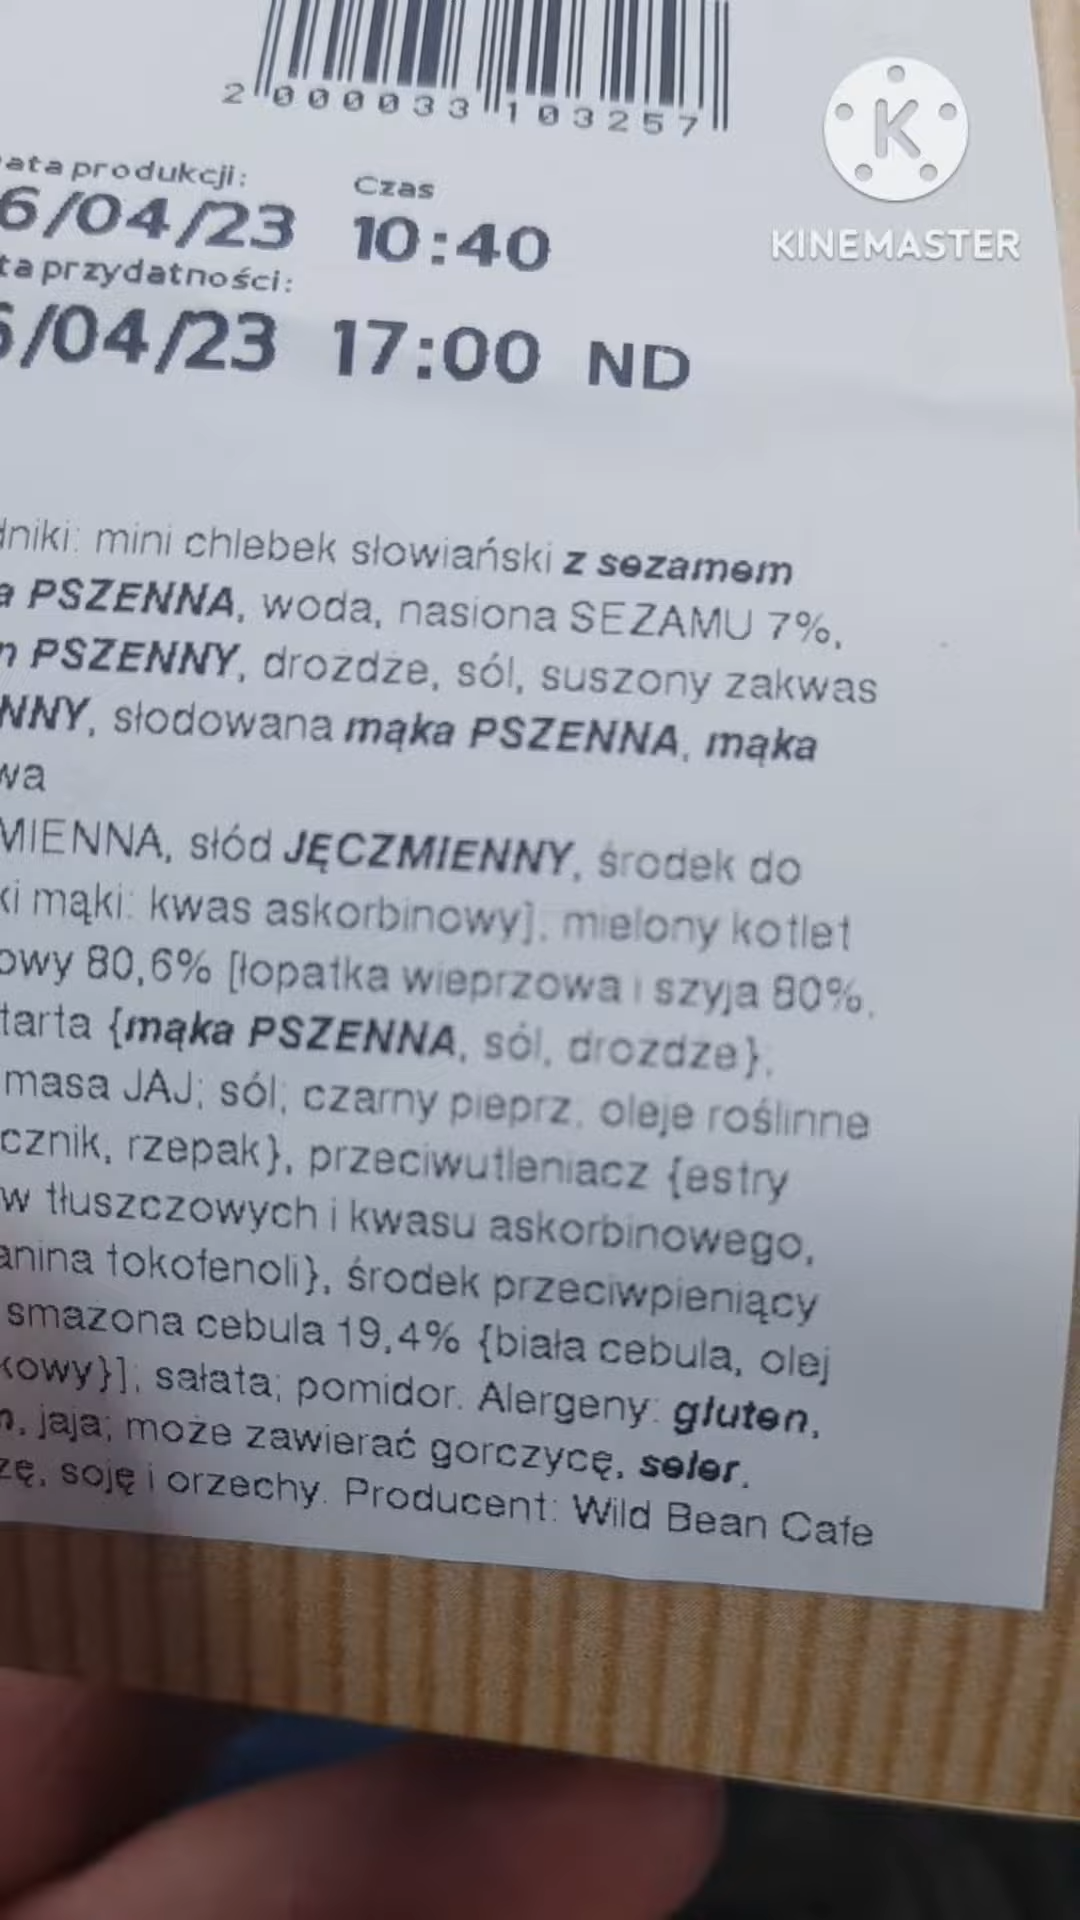 2 000033 103257
K
KINEMASTER
ata produkcji: Czas
6/04/23 10:40
ta przydatności:
6/04/23 17:00 ND
dniki: mini chlebek słowiański z sezamem
a PSZENNA, woda, nasiona SEZAMU 7%,
n PSZENNY, drożdże, sól, suszony zakwas
NNY, słodowana mąka PSZENNA, mąka
wa
MIENNA, słód JĘCZMIENNY, środek do
ki mąki: kwas askorbinowy]; mielony kotlet
owy 80,6% [łopatka wieprzowa i szyja 80%,
tarta {mąka PSZENNA, sól, drożdże},
masa JAJ; sól; czarny pieprz, oleje roślinne
cznik, rzepak}, przeciwutleniacz {estry
w tłuszczowych i kwasu askorbinowego,
anina tokofenoli}, środek przeciwpieniący
smażona cebula 19,4% {biała cebula, olej
kowy}]; sałata; pomidor. Alergeny: gluten,
n, jaja; może zawierać gorczycę, seler,
zę, soję i orzechy. Producent: Wild Bean Cafe